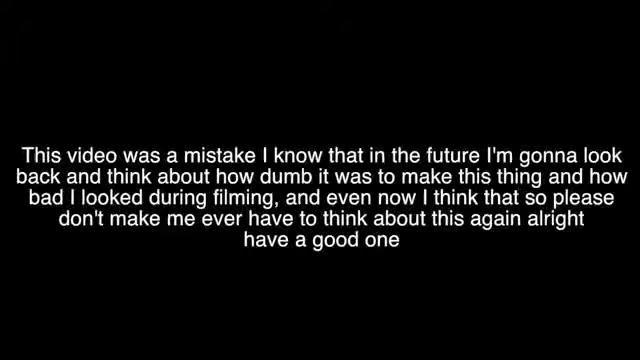 This video was a mistake I know that in the future I'm gonna look
back and think about how dumb it was to make this thing and how
bad I looked during filming, and even now I think that so please
don't make me ever have to think about this again alright
have a good one